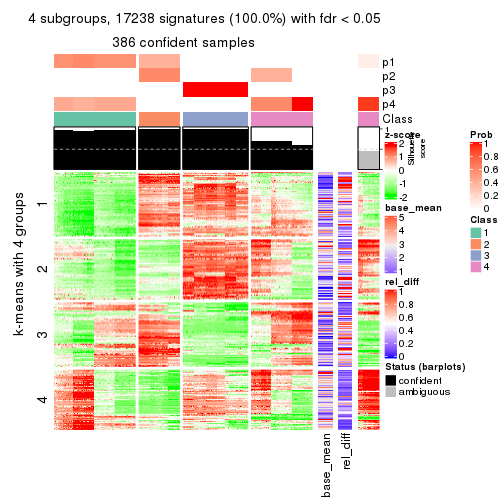 4 subgroups, 17238 signatures (100.0%) with fdr < 0.05
386 confident samples
p1
p2
p3
p4
Class
1
Silhouette
score
k-means with 4 groups
1
2
3
4
base_mean
rel_diff
z-score
2
1
0
-1
-2
base_mean
5
4
3
2
1
rel_diff
1
0.8
0.6
0.4
0.2
0
Status (barplots)
confident
ambiguous
Prob
1
0.8
0.6
0.4
0.2
0
Class
1
2
3
4